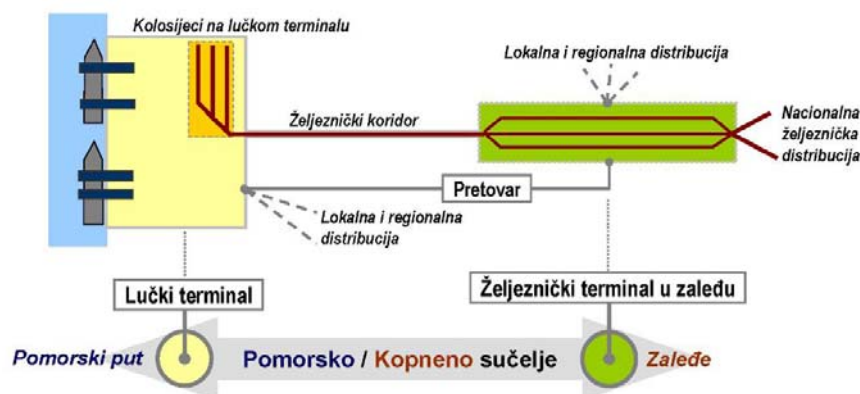 Kolosijeci na lučkom terminalu
Lokalna i regionalna distribucija
Željeznički koridor
Nacionalna
željeznička
distribucija
Pretovar
Lokalna i regionalna
distribucija
Lučki terminal
Željeznički terminal u zaleđu
Pomorski put
Pomorsko / Kopneno sučelje
Zaleđe